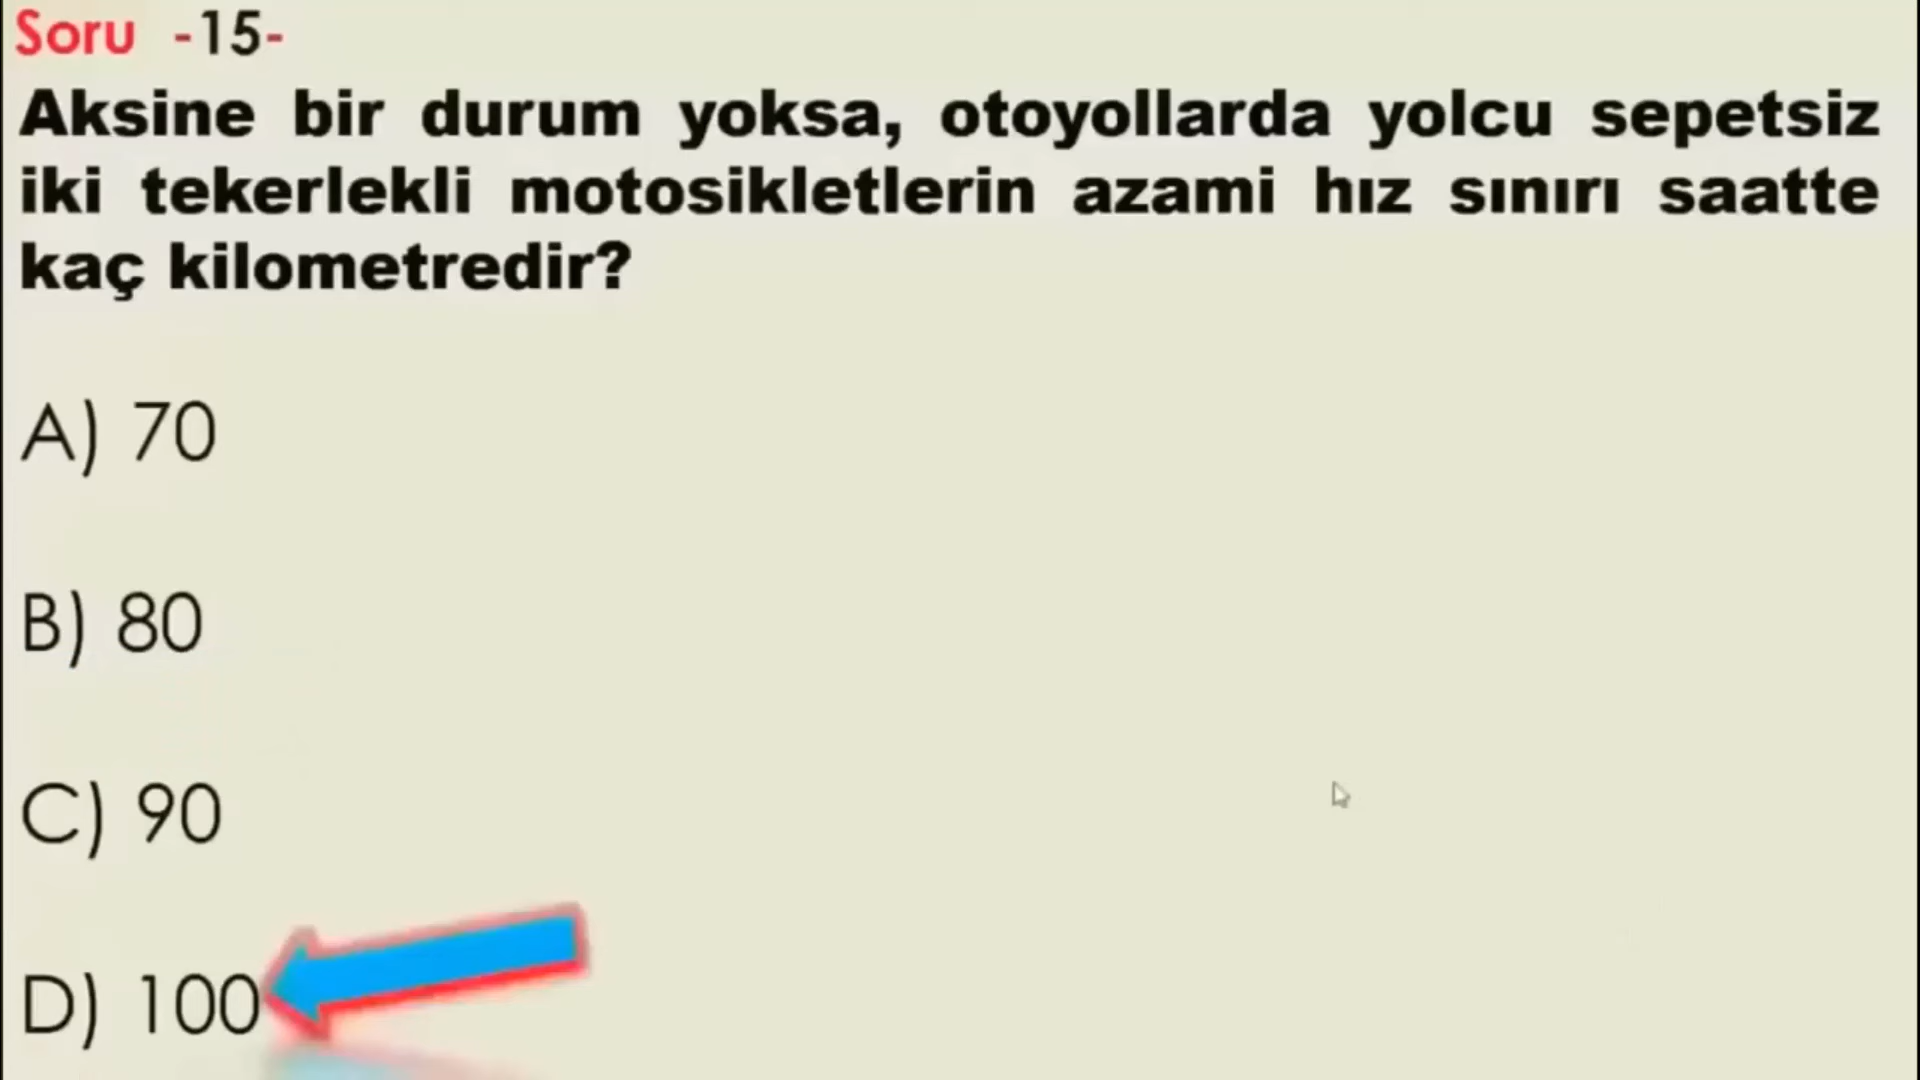 Soru -15-
Aksine bir durum yoksa, otoyollarda yolcu sepetsiz
iki tekerlekli motosikletlerin azami hız sınırı saatte
kaç kilometredir?
A) 70
B) 80
C) 90
D) 100